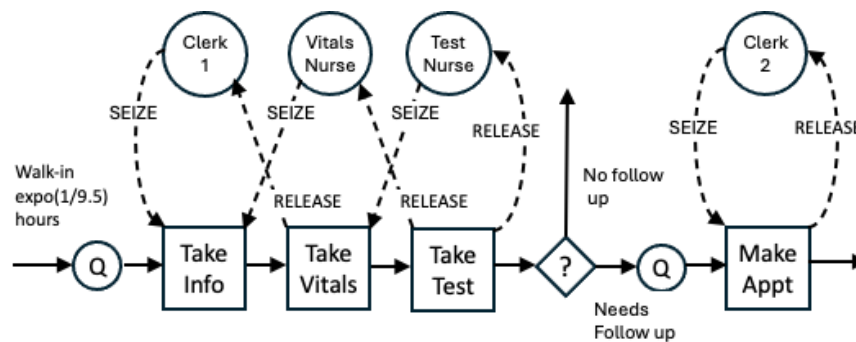 Clerk
1
Vitals
Nurse
Test
Nurse
Clerk
2
SEIZE
SEIZE
SEIZE
RELEASE
SEIZE
RELEASE
Walk-in
expo(1/9.5)
hours
RELEASE
RELEASE
No follow
up
Q
Take
Info
Take
Vitals
Take
Test
?
Q
Make
Appt
Needs
Follow up